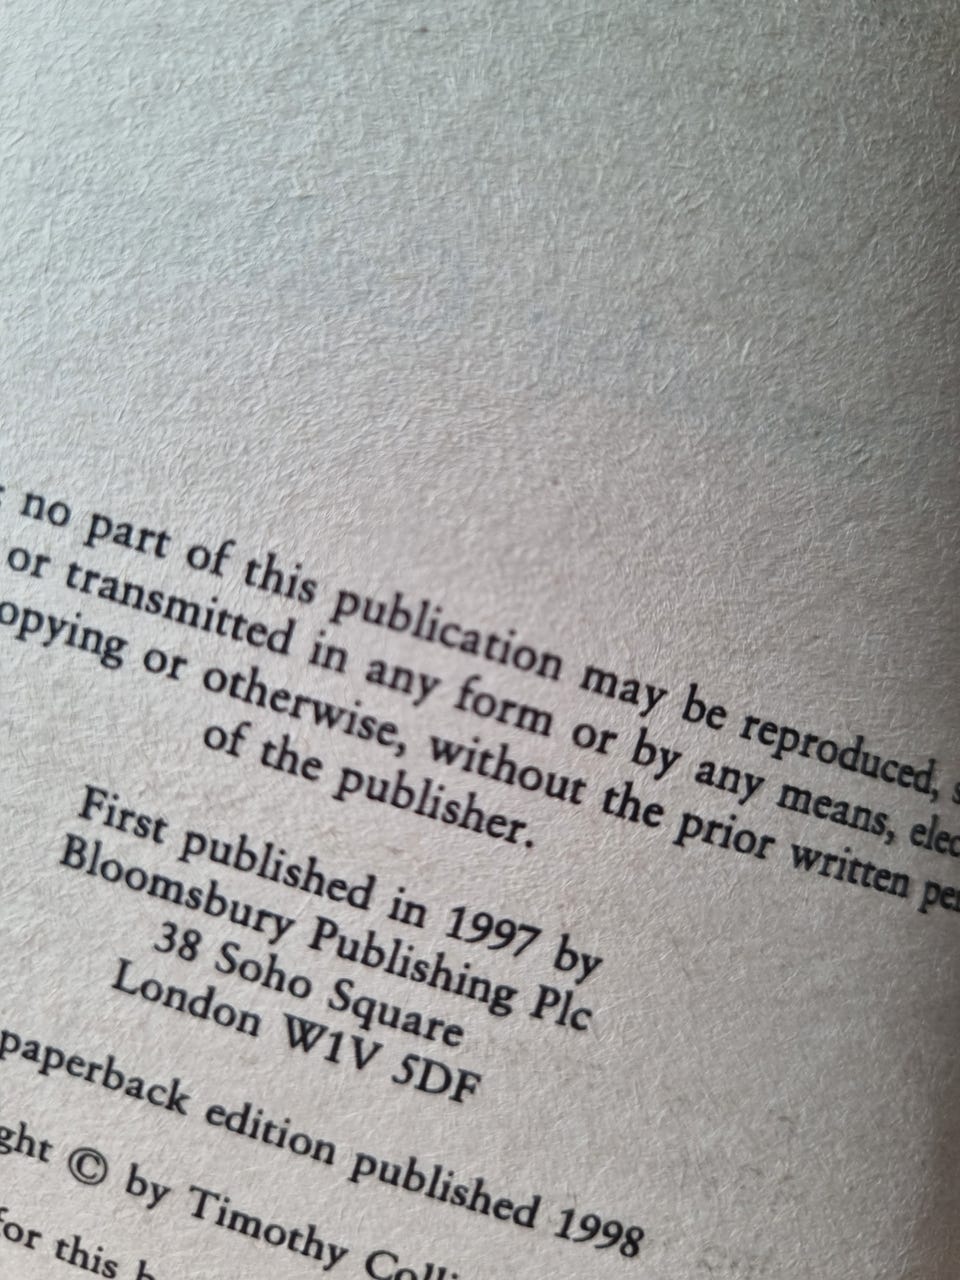 no part of this publication may be reproduced,
or transmitted in any form or by any means,
or otherwise, without the prior written
of the publisher.
First published in 1997 by
Bloomsbury Publishing Plc
38 Soho Square
London W1V 5DF
paperback edition published 1998
© by Timothy
for this